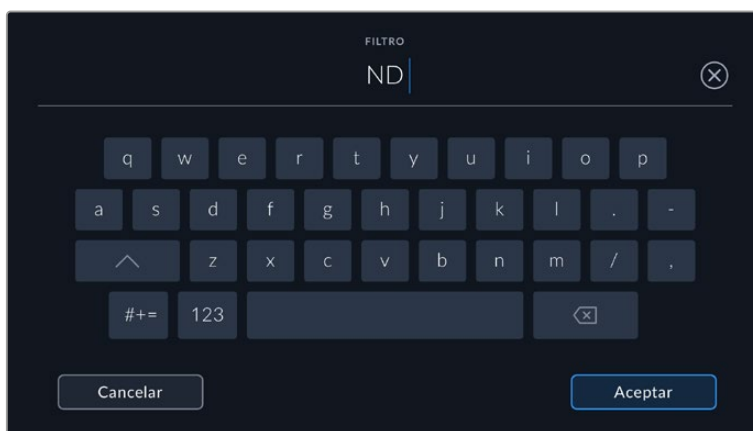 FILTRO
ND
q w e r t y u i o p
a s d f g h j k l . -
z x c v b n m / ,
#+= 123
Cancelar Aceptar